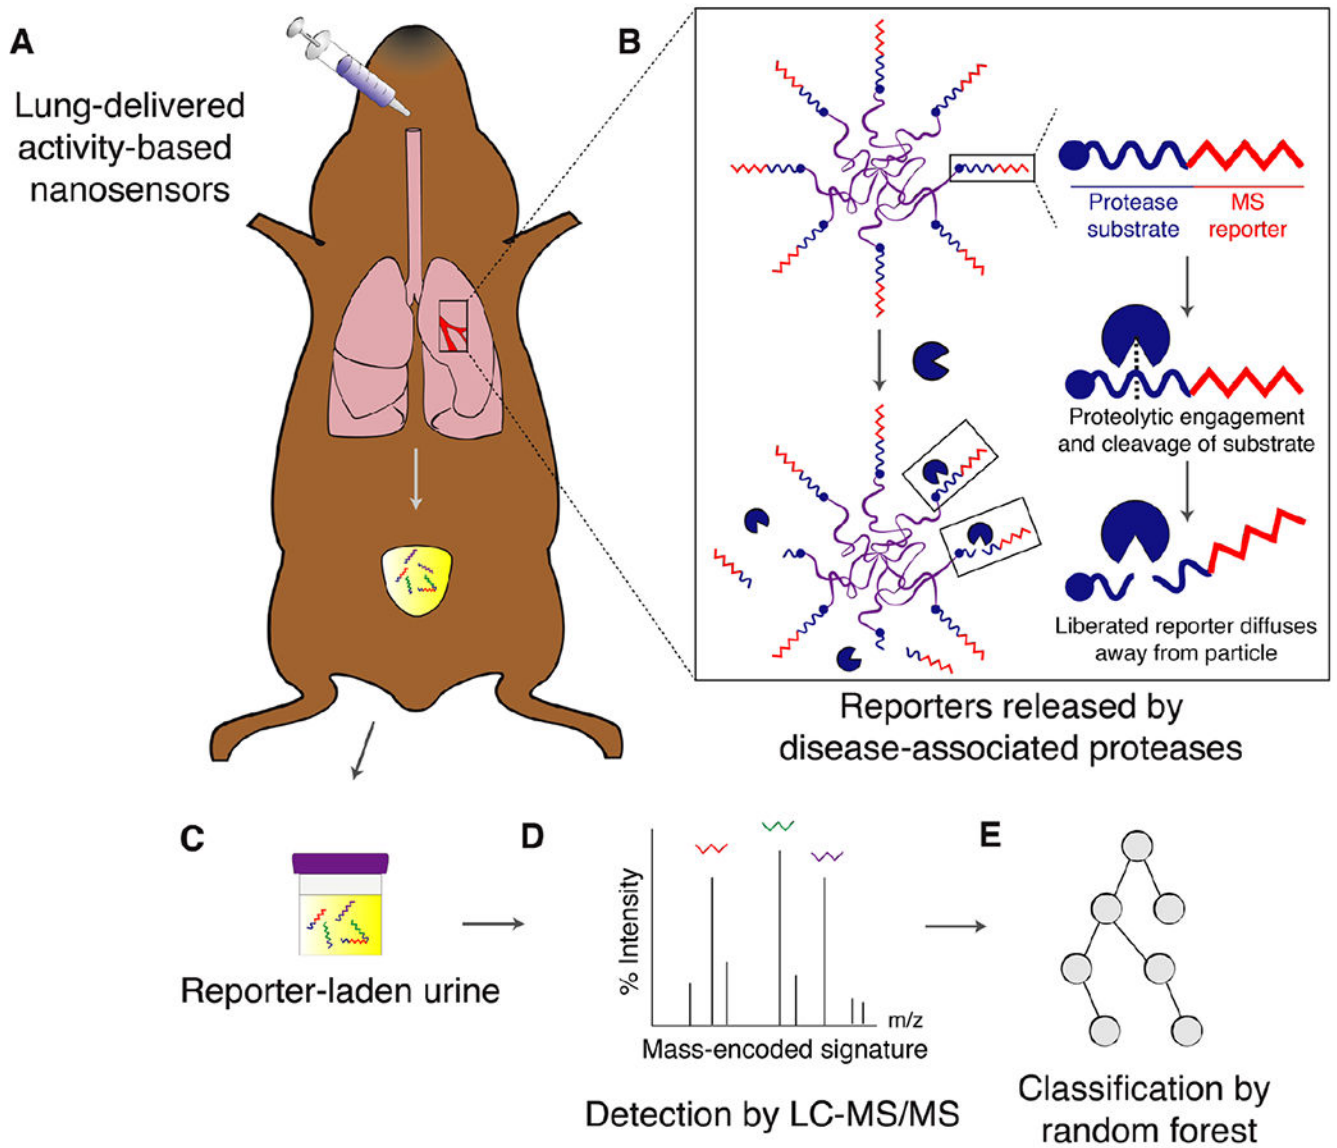 A
Lung-delivered
activity-based
nanosensors
B
Protease
substrate
MS
reporter
Proteolytic engagement
and cleavage of substrate
Liberated reporter diffuses
away from particle
Reporters released by
disease-associated proteases
C
Reporter-laden urine
D
% Intensity
m/z
Mass-encoded signature
Detection by LC-MS/MS
E
Classification by
random forest